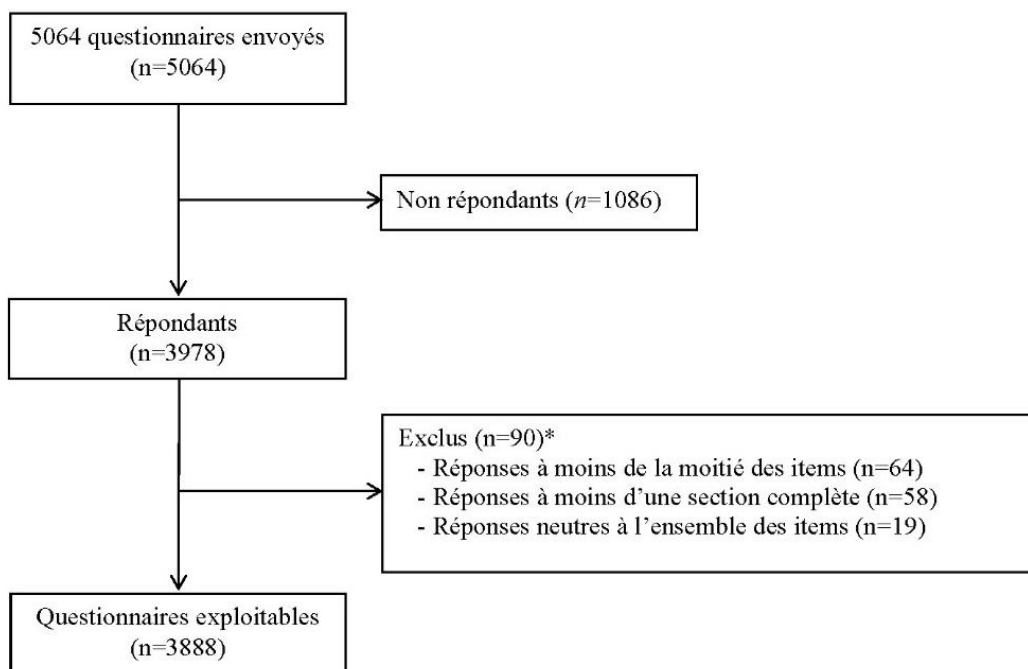 5064 questionnaires envoyés
(n=5064)
Non répondants (n=1086)
Répondants
(n=3978)
Exclus (n=90)*
- Réponses à moins de la moitié des items (n=64)
- Réponses à moins d’une section complète (n=58)
- Réponses neutres à l’ensemble des items (n=19)
Questionnaires exploitables
(n=3888)